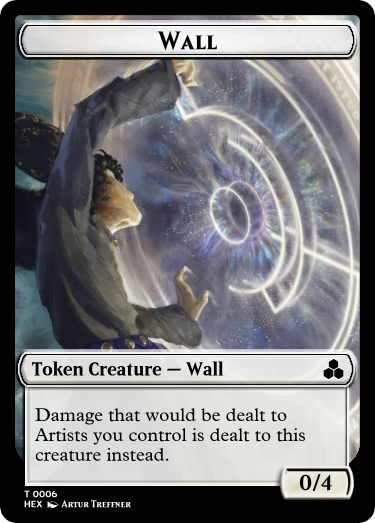 Wall
Token Creature — Wall
Damage that would be dealt to
Artists you control is dealt to this
creature instead.
0/4
T 0006
HEX Artur Treffner